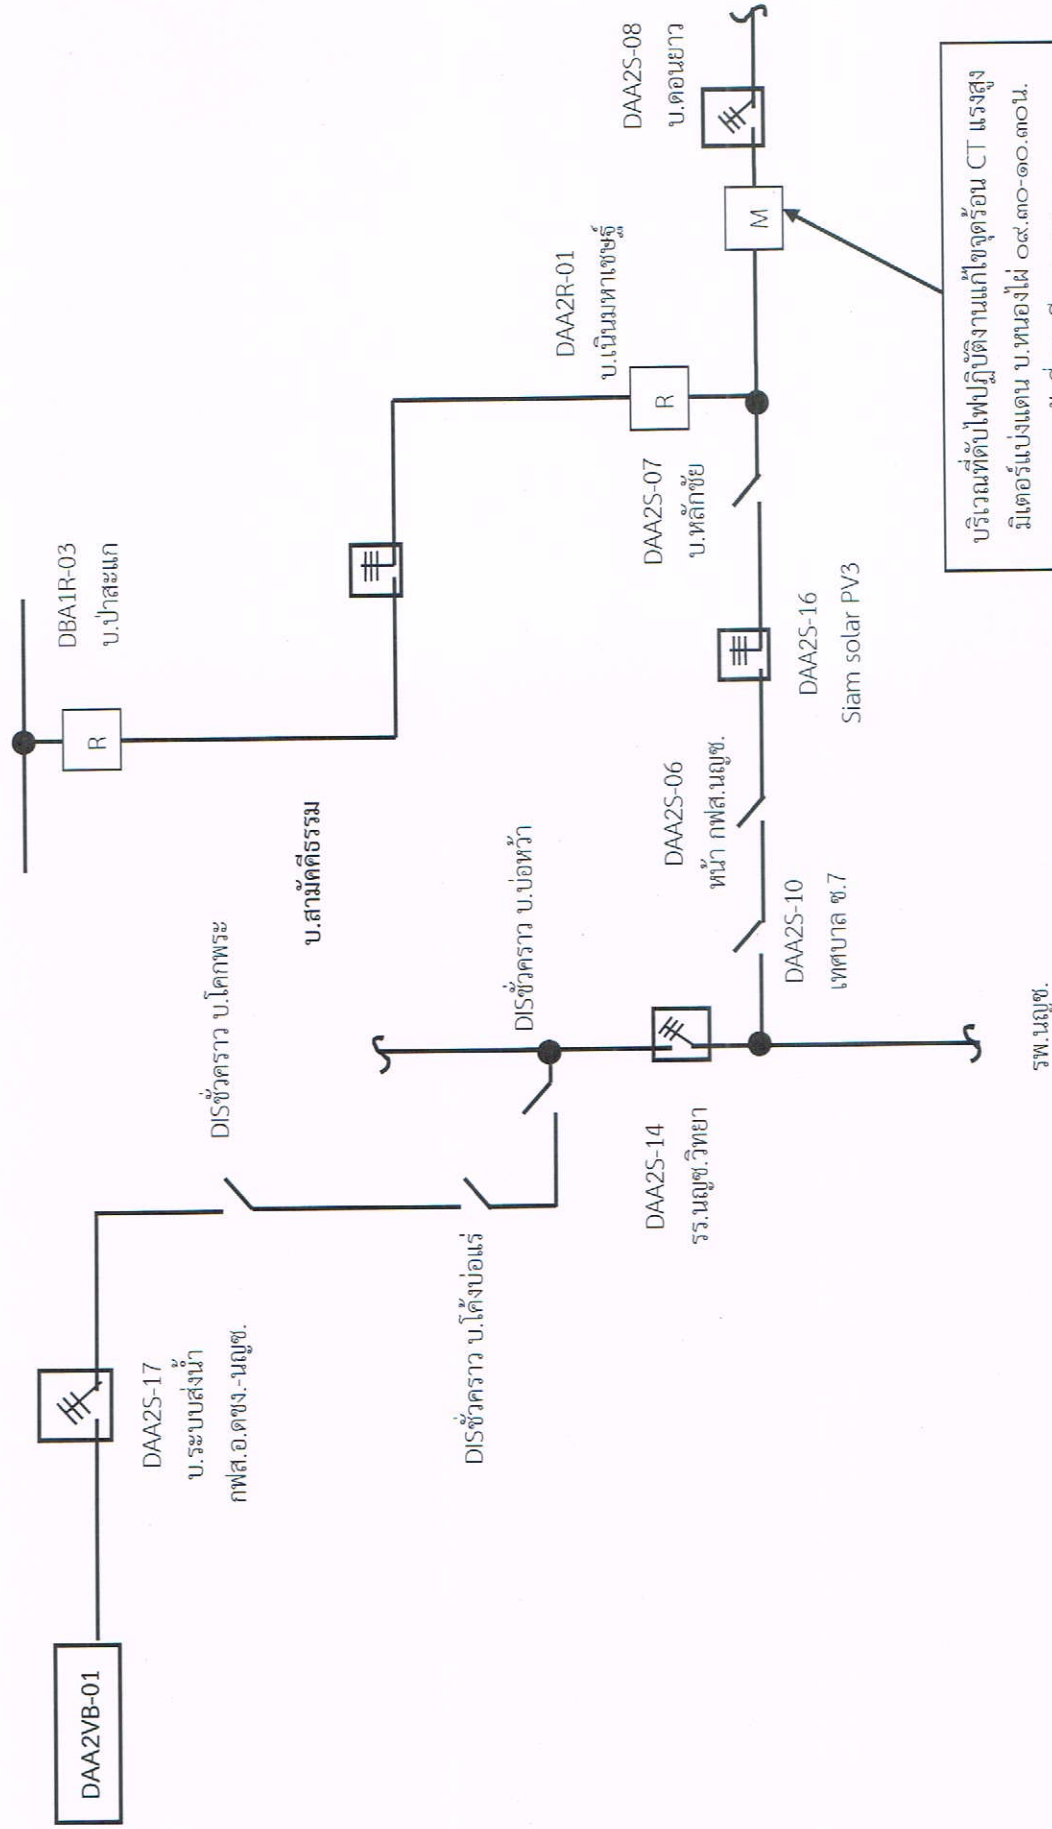 DAA2VB-01
DAA2S-17
บ.ระบบส่งน้ำ
กฟส.อ.ดชง.-นญช.
DISชั่วคราว บ.โคกพระ
DISชั่วคราว บ.โค้งบ่อแร่
DISชั่วคราว บ.บ่อหว้า
DAA2S-14
รร.นญช.วิทยา
รพ.นญช.
DAA2S-10
เทศบาล ซ.7
DAA2S-06
หน้า กฟส.นญช.
DAA2S-16
Siam solar PV3
DAA2S-07
บ.หลักชัย
DBA1R-03
บ.ป่าสะแก
R
บ.สามัคคีธรรม
DAA2R-01
บ.เนินมหาเชษฐ์
R
M
DAA2S-08
บ.ดอนยาว
บริเวณที่ดับไฟปฏิบัติงานแก้ไขจุดร้อน CT แรงสูง
มิเตอร์แบ่งแดน บ.หนองไผ่ ๐๙.๓๐-๑๐.๓๐น.